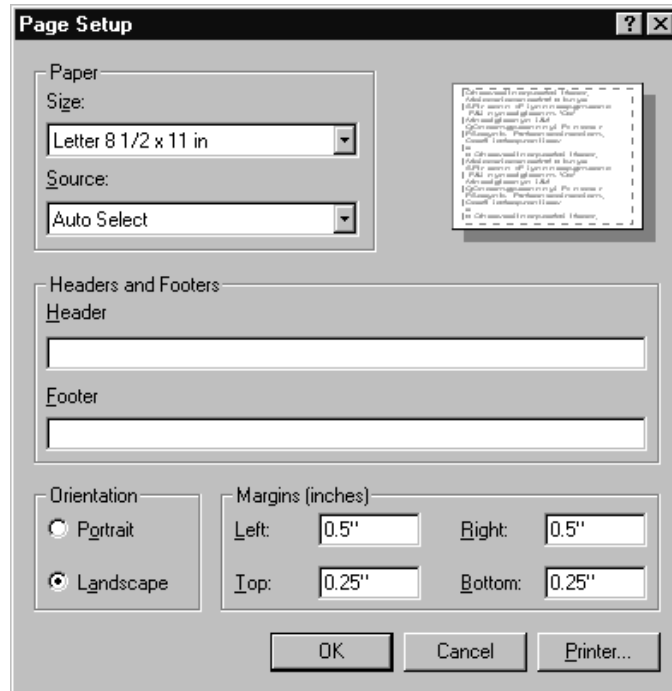 Page Setup
Paper
Size:
Letter 8 1/2 x 11 in
Source:
Auto Select
Headers and Footers
Header
Footer
Orientation
Portrait
Landscape
Margins (inches)
Left: 0.5" Right: 0.5"
Top: 0.25" Bottom: 0.25"
OK Cancel Printer...